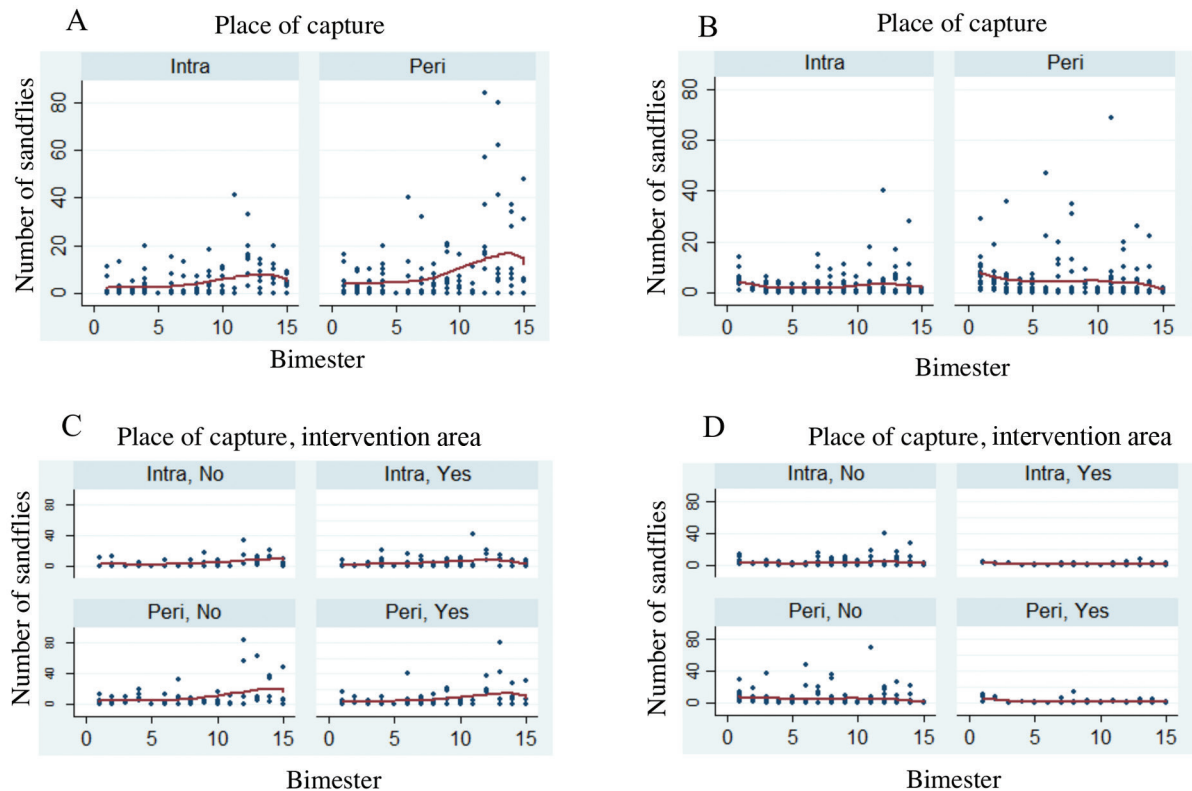 A
Place of capture
Intra
Peri
Number of sandflies
80
60
40
20
0
0 5 10 15 0 5 10 15
Bimester
B
Place of capture
Intra
Peri
Number of sandflies
80
60
40
20
0
0 5 10 15 0 5 10 15
Bimester
C
Place of capture, intervention area
Intra, No
Intra, Yes
Number of sandflies
80
40
0
Peri, No
Peri, Yes
80
40
0
0 5 10 15 0 5 10 15
Bimester
D
Place of capture, intervention area
Intra, No
Intra, Yes
Number of sandflies
80
40
0
Peri, No
Peri, Yes
80
40
0
0 5 10 15 0 5 10 15
Bimester